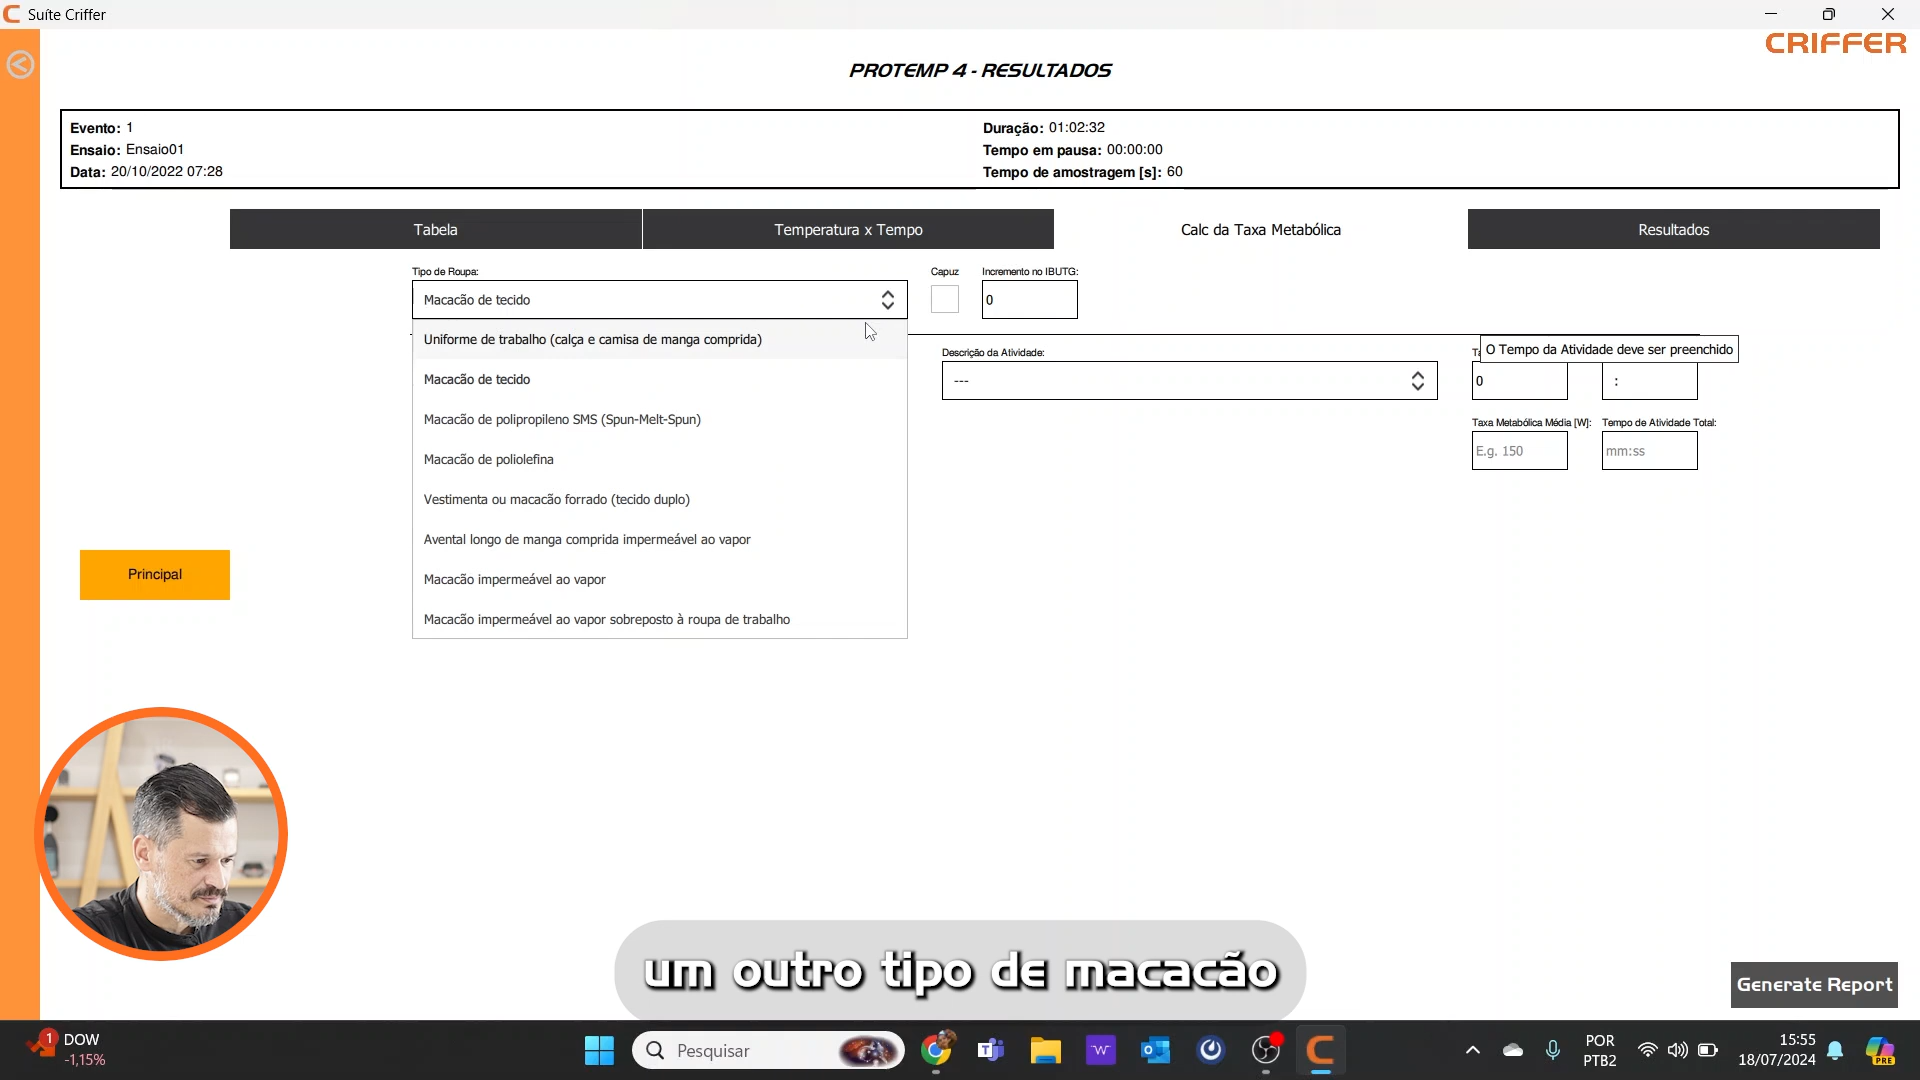 Suíte Criffer
CRIFFER
PROTEMP 4 - RESULTADOS
Evento: 1
Ensaio: Ensaio01
Data: 20/10/2022 07:28
Duração: 01:02:32
Tempo em pausa: 00:00:00
Tempo de amostragem [s]: 60
Tabela
Temperatura x Tempo
Calc da Taxa Metabólica
Resultados
Tipo de Roupa:
Capuz
Incremento no IBUTG:
Macacão de tecido
0
Uniforme de trabalho (calça e camisa de manga comprida)
Macacão de tecido
Macacão de polipropileno SMS (Spun-Melt-Spun)
Macacão de poliolefina
Vestimenta ou macacão forrado (tecido duplo)
Avental longo de manga comprida impermeável ao vapor
Macacão impermeável ao vapor
Macacão impermeável ao vapor sobreposto à roupa de trabalho
Descrição da Atividade:
---
O Tempo da Atividade deve ser preenchido
0
:
Taxa Metabólica Média [W]:
Tempo de Atividade Total:
E.g. 150
mm:ss
Principal
um outro tipo de macacão
Generate Report
1
DOW
-1,15%
Pesquisar
POR
PTB2
15:55
18/07/2024
PRE